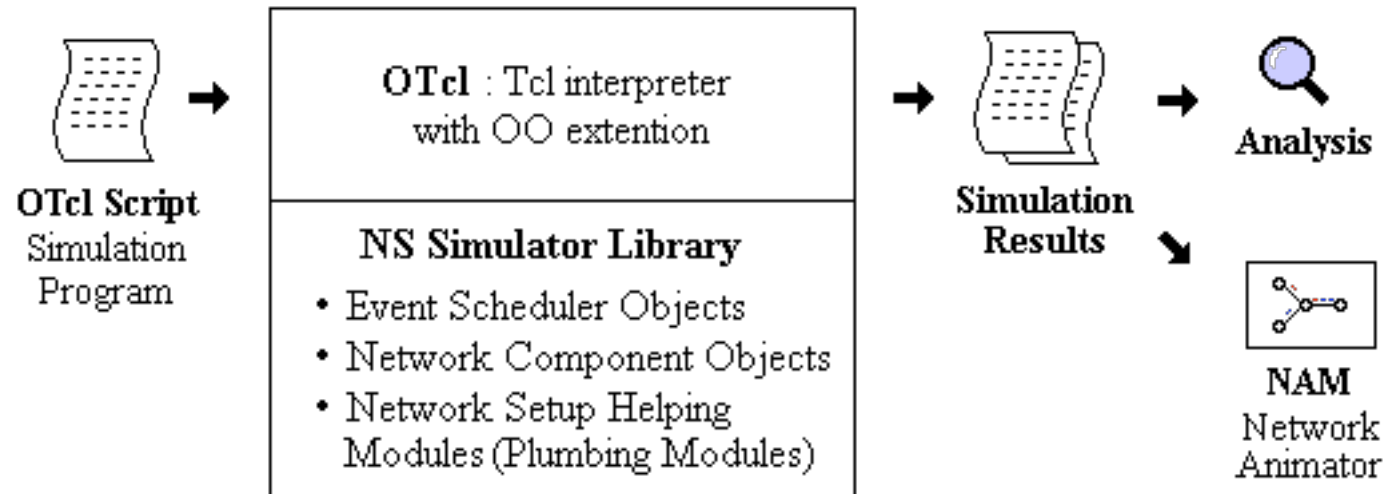 OTcl Script
Simulation
Program
OTcl : Tcl interpreter
with OO extention
NS Simulator Library
• Event Scheduler Objects
• Network Component Objects
• Network Setup Helping
Modules (Plumbing Modules)
Simulation
Results
Analysis
NAM
Network
Animator